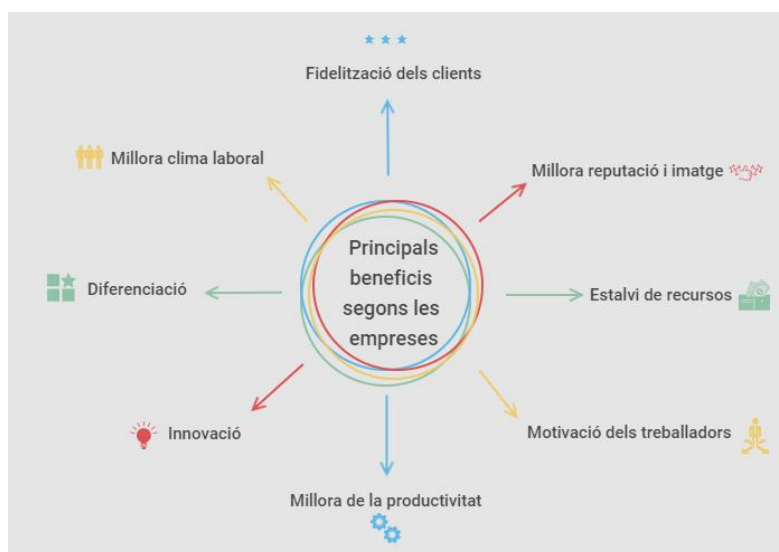 Fidelització dels clients
Millora clima laboral
Millora reputació i imatge
Principals
beneficis
segons les
empreses
Diferenciació
Estalvi de recursos
Innovació
Motivació dels treballadors
Millora de la productivitat